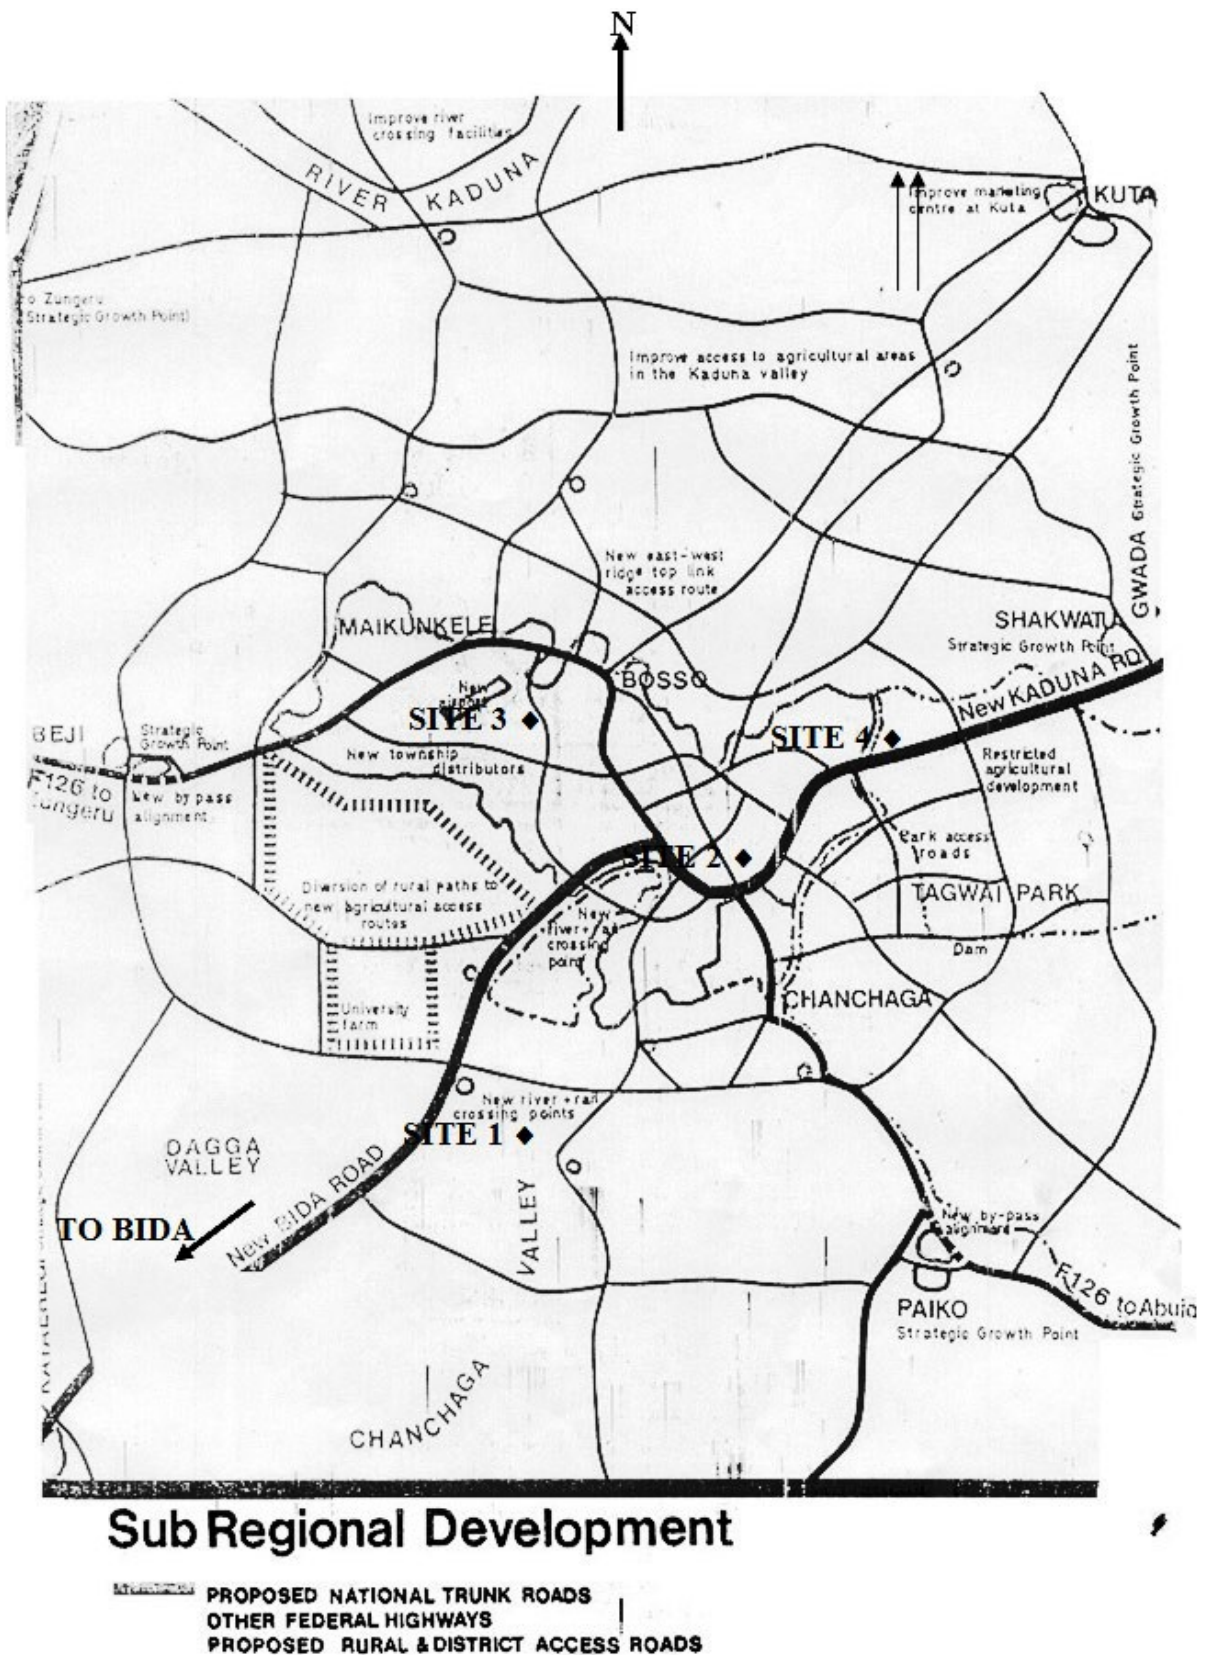 N
Improve river
crossing facilities
RIVER KADUNA
Improve marketing
centre at Kuta
KUTA
to Zungeru
Strategic Growth Point)
Improve access to agricultural areas
in the Kaduna valley
GWADA Strategic Growth Point
New east-west
ridge top link
access route
MAIKUNKELE
SHAKWATU
Strategic Growth Point
BOSSO
New KADUNA RD
New
airport
SITE 3
SITE 4
BEJI
Strategic
Growth Point
New township
distributors
Restricted
agricultural
development
F126 to
Zungeru
New by pass
alignment
Park access
roads
SITE 2
TAGWAI PARK
Diversion of rural paths to
new agricultural access
routes
New
river + rail
crossing
point
Dam
CHANCHAGA
University
farm
New river + rail
crossing points
SITE 1
DAGGA
VALLEY
New BIDA ROAD
VALLEY
TO BIDA
New by-pass
alignment
F126 to Abuja
PAIKO
Strategic Growth Point
CHANCHAGA
Sub Regional Development
PROPOSED NATIONAL TRUNK ROADS
OTHER FEDERAL HIGHWAYS
PROPOSED RURAL & DISTRICT ACCESS ROADS